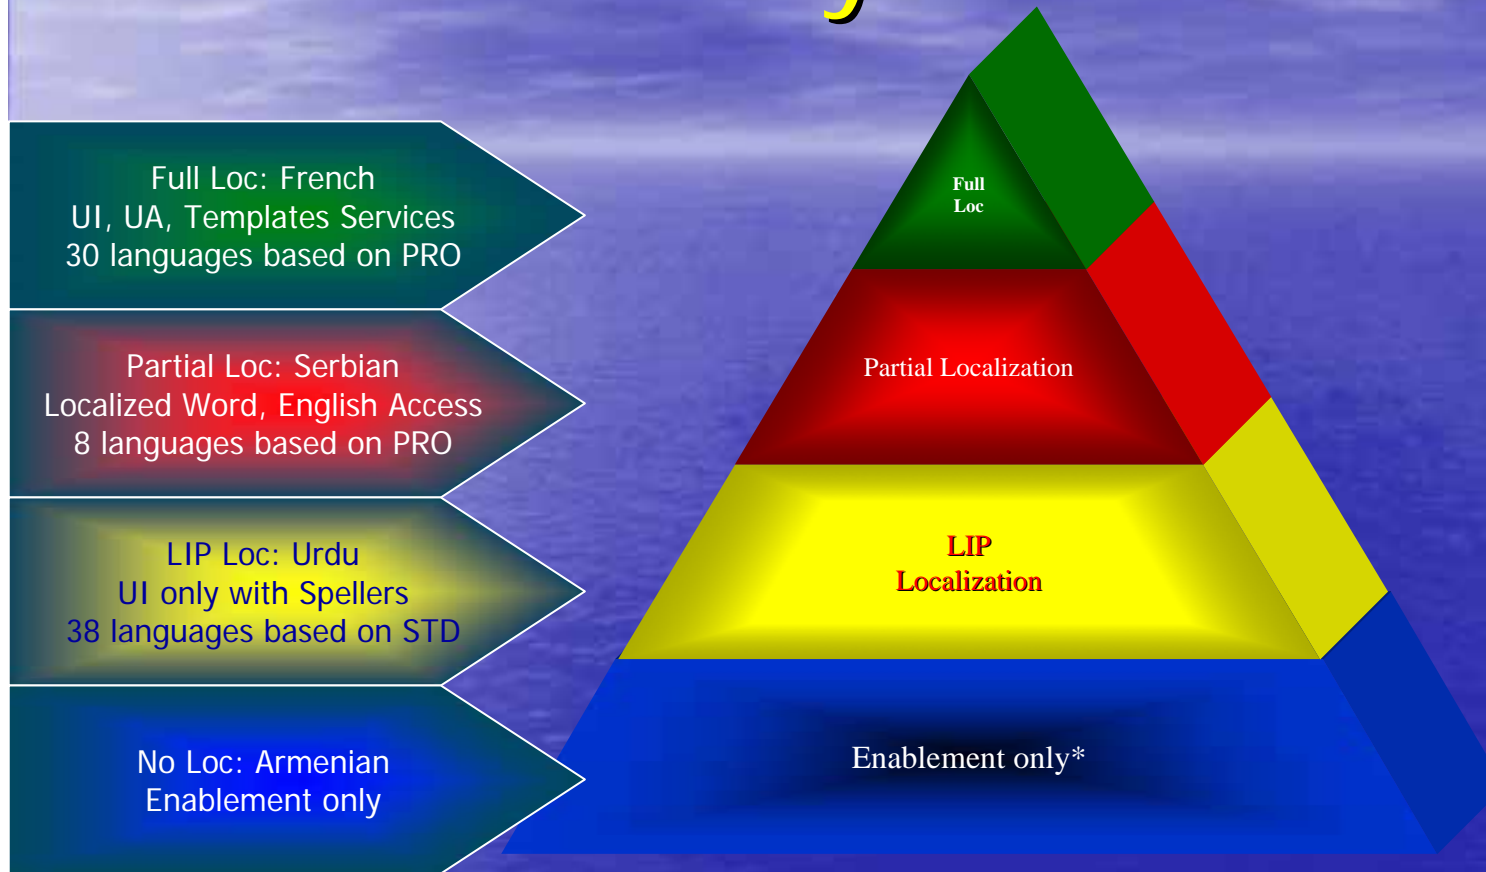 Full Loc: French
UI, UA, Templates Services
30 languages based on PRO
Partial Loc: Serbian
Localized Word, English Access
8 languages based on PRO
LIP Loc: Urdu
UI only with Spellers
38 languages based on STD
No Loc: Armenian
Enablement only
Full
Loc
Partial Localization
LIP
Localization
Enablement only*